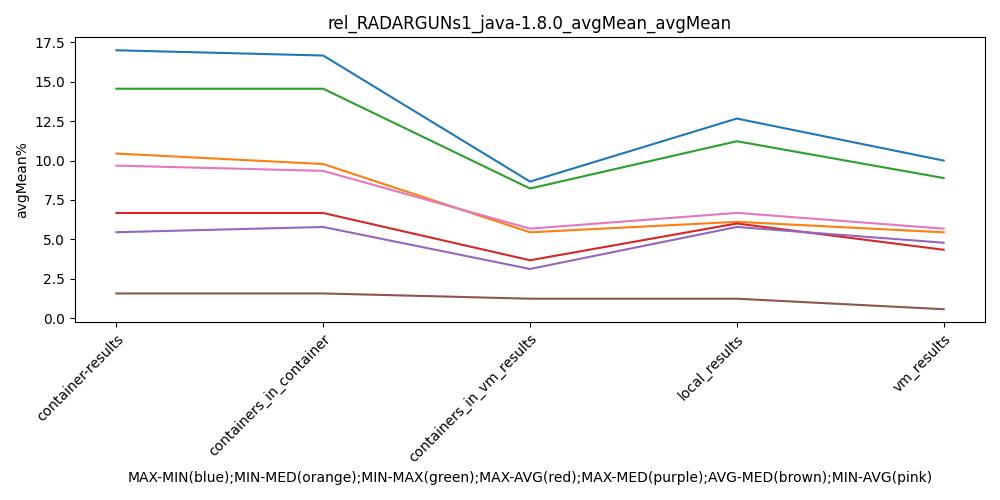 rel_RADARGUNs1_java-1.8.0_avgMean_avgMean
17.5
15.0
12.5
10.0
7.5
5.0
2.5
0.0
avgMean%
container-results
containers_in_container
containers_in_vm_results
local_results
vm_results
MAX-MIN(blue);MIN-MED(orange);MIN-MAX(green);MAX-AVG(red);MAX-MED(purple);AVG-MED(brown);MIN-AVG(pink)